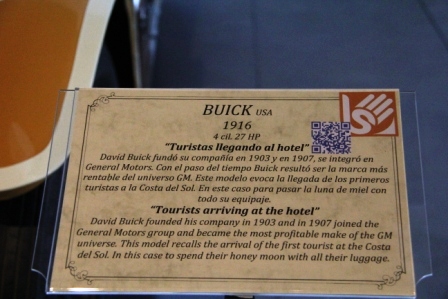 BUICK USA
1916
4 cil. 27 HP
"Turistas llegando al hotel"
David Buick fundó su compañia en 1903 y en 1907, se integró en
General Motors. Con el paso del tiempo Buick resultó ser la marca más
rentable del universo GM. Este modelo evoca la llegada de los primeros
turistas a la Costa del Sol. En este caso para pasar la luna de miel con
todo su equipaje.
"Tourists arriving at the hotel"
David Buick founded his company in 1903 and in 1907 joined the
General Motors group and became the most profitable make of the GM
universe. This model recalls the arrival of the first tourist at the Costa
del Sol. In this case to spend their honey moon with all their luggage.